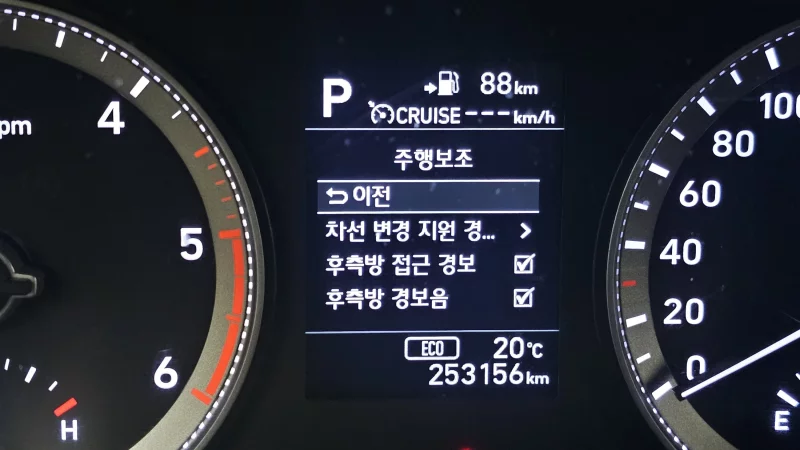 pm
4
5
6
H
P 88km
CRUISE ---km/h
주행보조
이전
차선 변경 지원 경...
후측방 접근 경보
후측방 경보음
ECO 20℃
253156km
100
80
60
40
20
0
E